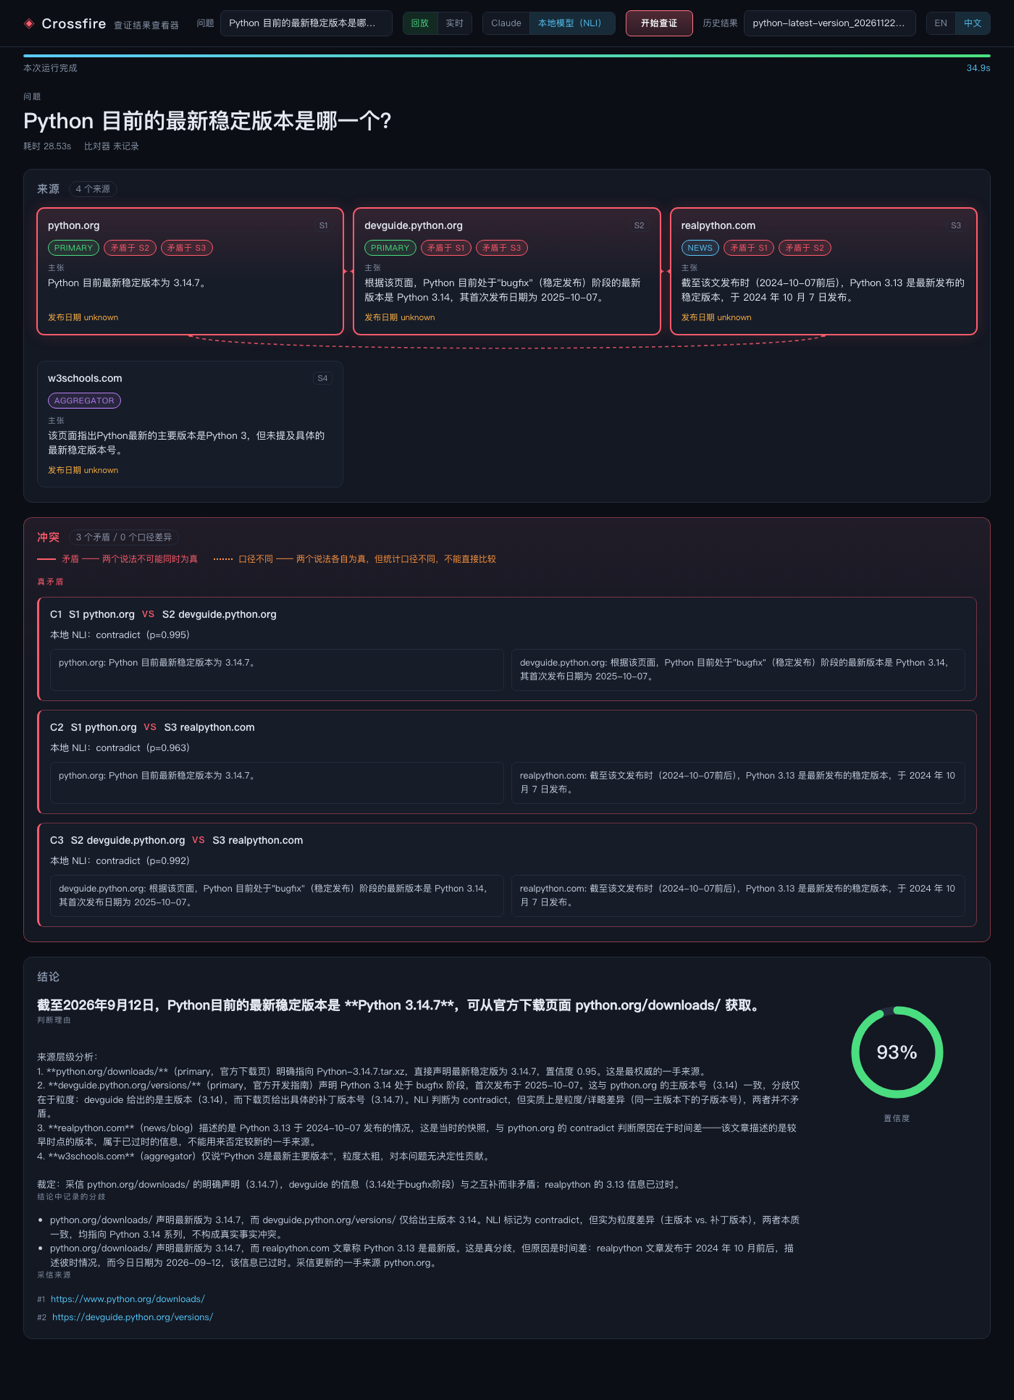 Crossfire 查证结果查看器 问题 Python 目前的最新稳定版本是哪… 回放 实时 Claude 本地模型（NLI） 开始查证 历史结果 python-latest-version_20261122… EN 中文
本次运行完成 34.9s
问题
Python 目前的最新稳定版本是哪一个?
耗时 28.53s 比对器 未记录
来源 4 个来源
python.org S1
PRIMARY 矛盾于 S2 矛盾于 S3
主张
Python 目前最新稳定版本为 3.14.7。
发布日期 unknown
devguide.python.org S2
PRIMARY 矛盾于 S1 矛盾于 S3
主张
根据该页面，Python 目前处于"bugfix"（稳定发布）阶段的最新
版本是 Python 3.14，其首次发布日期为 2025-10-07。
发布日期 unknown
realpython.com S3
NEWS 矛盾于 S1 矛盾于 S2
主张
截至该文发布时（2024-10-07前后），Python 3.13 是最新发布的
稳定版本，于 2024 年 10 月 7 日发布。
发布日期 unknown
w3schools.com S4
AGGREGATOR
主张
该页面指出Python最新的主要版本是Python 3，但未提及具体的
最新稳定版本号。
发布日期 unknown
冲突 3 个矛盾 / 0 个口径差异
矛盾 —— 两个说法不可能同时为真 口径不同 —— 两个说法各自为真，但统计口径不同，不能直接比较
真矛盾
C1 S1 python.org VS S2 devguide.python.org
本地 NLI：contradict（p=0.995）
python.org: Python 目前最新稳定版本为 3.14.7。
devguide.python.org: 根据该页面，Python 目前处于"bugfix"（稳定发布）阶段的最新版本是 Python 3.14，
其首次发布日期为 2025-10-07。
C2 S1 python.org VS S3 realpython.com
本地 NLI：contradict（p=0.963）
python.org: Python 目前最新稳定版本为 3.14.7。
realpython.com: 截至该文发布时（2024-10-07前后），Python 3.13 是最新发布的稳定版本，于 2024 年 10
月 7 日发布。
C3 S2 devguide.python.org VS S3 realpython.com
本地 NLI：contradict（p=0.992）
devguide.python.org: 根据该页面，Python 目前处于"bugfix"（稳定发布）阶段的最新版本是 Python 3.14，
其首次发布日期为 2025-10-07。
realpython.com: 截至该文发布时（2024-10-07前后），Python 3.13 是最新发布的稳定版本，于 2024 年 10
月 7 日发布。
结论
截至2026年9月12日，Python目前的最新稳定版本是 **Python 3.14.7**，可从官方下载页面 python.org/downloads/ 获取。
判断理由
93%
置信度
来源层级分析：
1. **python.org/downloads/**（primary，官方下载页）明确指向 Python-3.14.7.tar.xz，直接声明最新稳定版为 3.14.7，置信度 0.95。这是最权威的一手来源。
2. **devguide.python.org/versions/**（primary，官方开发指南）声明 Python 3.14 处于 bugfix 阶段，首次发布于 2025-10-07。这与 python.org 的主版本号（3.14）一致，分歧仅
在于粒度：devguide 给出的是主版本（3.14），而下载页给出具体的补丁版本号（3.14.7）。NLI 判断为 contradict，但实质上是粒度/详略差异（同一主版本下的子版本号），两者并不矛
盾。
3. **realpython.com**（news/blog）描述的是 Python 3.13 于 2024-10-07 发布的情况，这是当时的快照，与 python.org 的 contradict 判断原因在于时间差——该文章描述的是较
早时点的版本，属于已过时的信息，不能用来否定较新的一手来源。
4. **w3schools.com**（aggregator）仅说"Python 3是最新主要版本"，粒度太粗，对本问题无决定性贡献。
裁定：采信 python.org/downloads/ 的明确声明（3.14.7），devguide 的信息（3.14处于bugfix阶段）与之互补而非矛盾；realpython 的 3.13 信息已过时。
结论中记录的分歧
• python.org/downloads/ 声明最新版为 3.14.7，而 devguide.python.org/versions/ 仅给出主版本 3.14。NLI 标记为 contradict，但实为粒度差异（主版本 vs. 补丁版本），两者本质
一致，均指向 Python 3.14 系列，不构成真实事实冲突。
• python.org/downloads/ 声明最新版为 3.14.7，而 realpython.com 文章称 Python 3.13 是最新版。这是真分歧，但原因是时间差：realpython 文章发布于 2024 年 10 月前后，描
述彼时情况，而今日日期为 2026-09-12，该信息已过时。采信更新的一手来源 python.org。
采信来源
#1 https://www.python.org/downloads/
#2 https://devguide.python.org/versions/